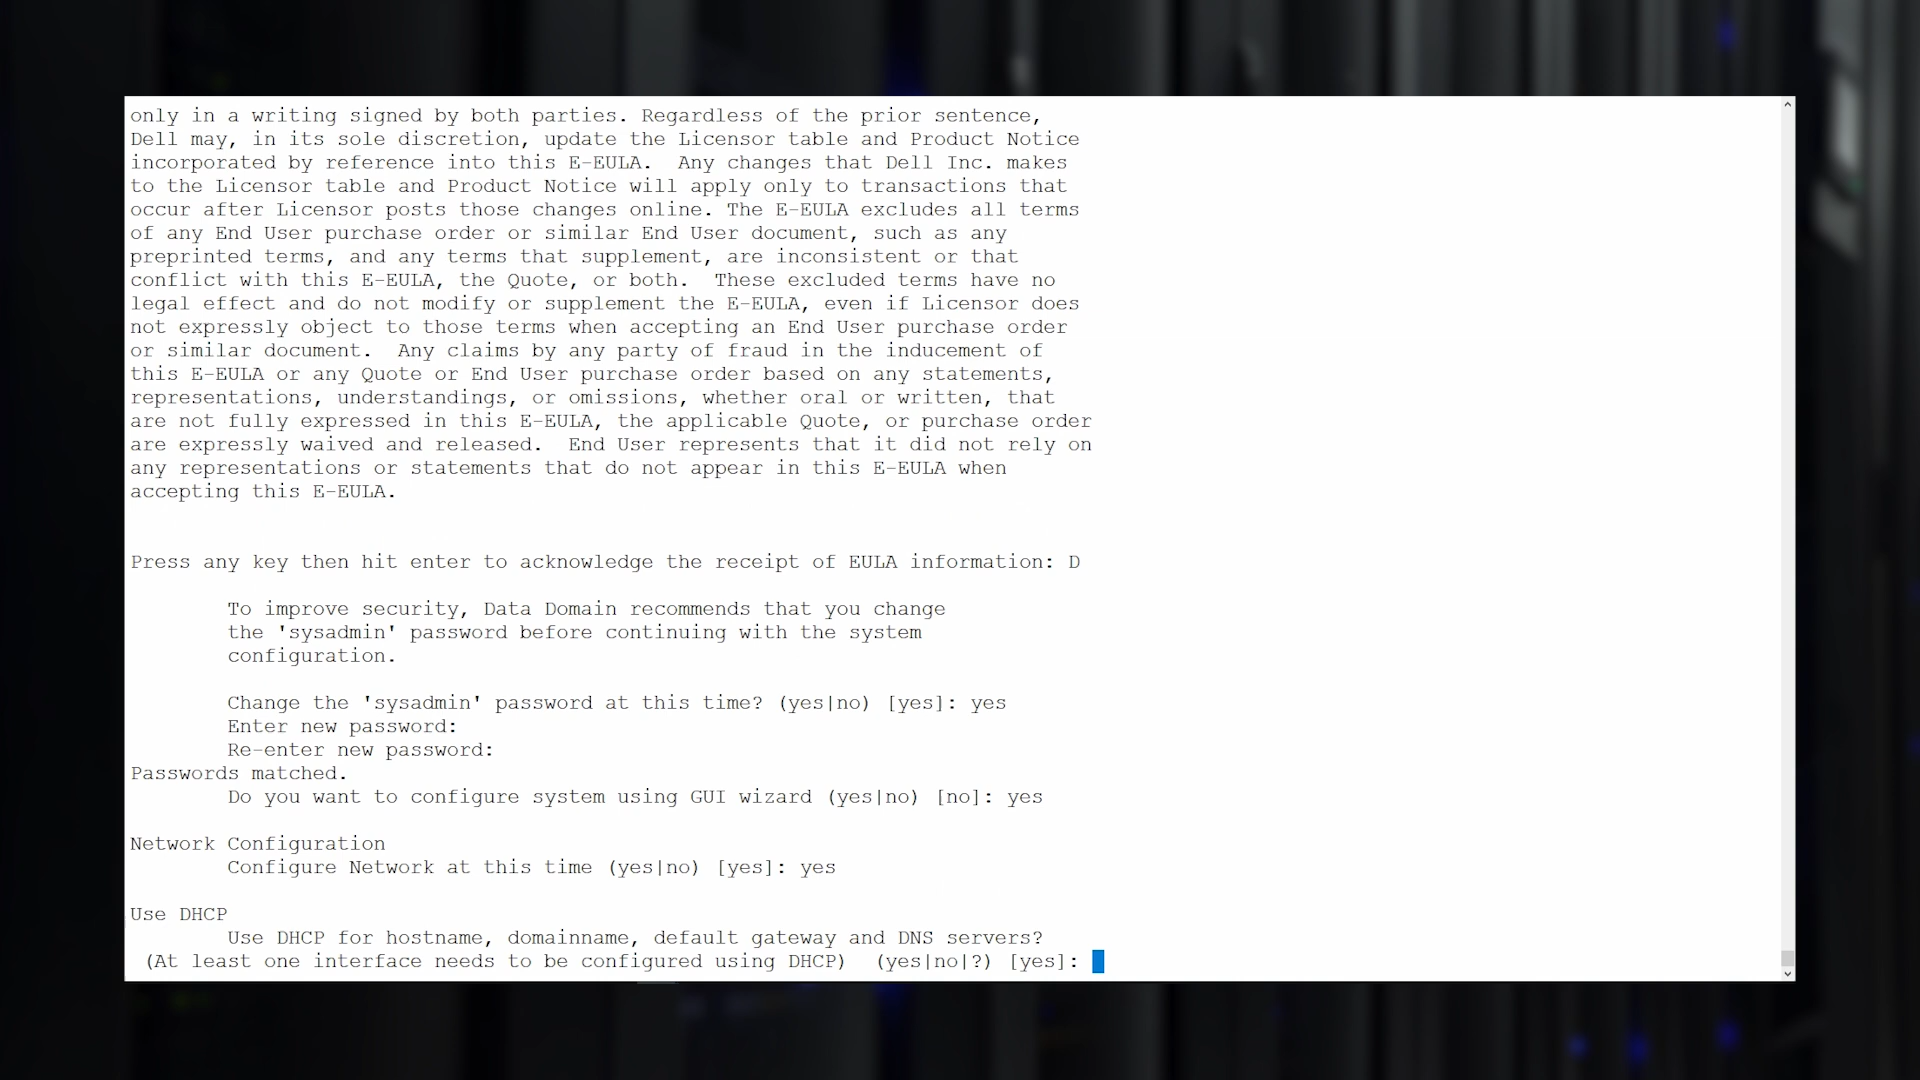 only in a writing signed by both parties. Regardless of the prior sentence,
Dell may, in its sole discretion, update the Licensor table and Product Notice
incorporated by reference into this E-EULA.  Any changes that Dell Inc. makes
to the Licensor table and Product Notice will apply only to transactions that
occur after Licensor posts those changes online. The E-EULA excludes all terms
of any End User purchase order or similar End User document, such as any
preprinted terms, and any terms that supplement, are inconsistent or that
conflict with this E-EULA, the Quote, or both.  These excluded terms have no
legal effect and do not modify or supplement the E-EULA, even if Licensor does
not expressly object to those terms when accepting an End User purchase order
or similar document.  Any claims by any party of fraud in the inducement of
this E-EULA or any Quote or End User purchase order based on any statements,
representations, understandings, or omissions, whether oral or written, that
are not fully expressed in this E-EULA, the applicable Quote, or purchase order
are expressly waived and released.  End User represents that it did not rely on
any representations or statements that do not appear in this E-EULA when
accepting this E-EULA.
Press any key then hit enter to acknowledge the receipt of EULA information: D
To improve security, Data Domain recommends that you change
the 'sysadmin' password before continuing with the system
configuration.
Change the 'sysadmin' password at this time? (yes|no) [yes]: yes
Enter new password:
Re-enter new password:
Passwords matched.
Do you want to configure system using GUI wizard (yes|no) [no]: yes
Network Configuration
Configure Network at this time (yes|no) [yes]: yes
Use DHCP
Use DHCP for hostname, domainname, default gateway and DNS servers?
(At least one interface needs to be configured using DHCP)  (yes|no|?) [yes]: